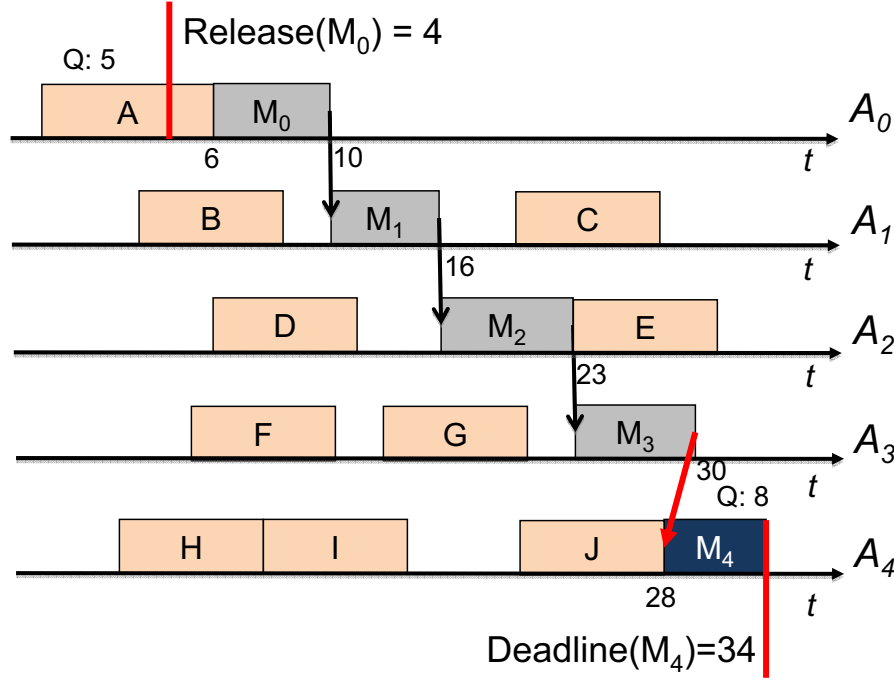 Release(M₀) = 4
Q: 5
A M₀ A₀
6 10 t
B M₁ C A₁
16 t
D M₂ E A₂
23 t
F G M₃ A₃
30 t
Q: 8
H I J M₄ A₄
28 t
Deadline(M₄)=34